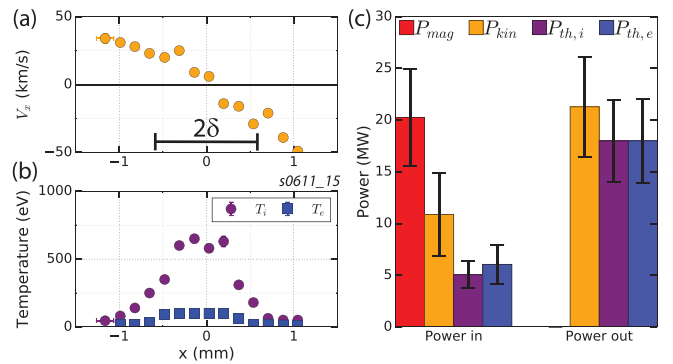 (a)
50
0
-50
V_x (km/s)
2δ
-1
0
1
s0611_15
(b)
1000
750
500
250
0
Temperature (eV)
T_i
T_e
-1
0
1
x (mm)
(c)
P_mag
P_kin
P_th,i
P_th,e
30
25
20
15
10
5
0
Power (MW)
Power in
Power out